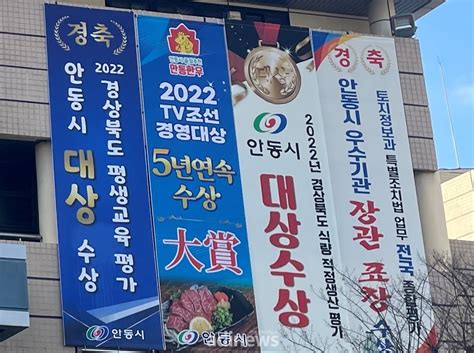 경축
2022 경상북도 평생교육 평가
안동시 대상 수상
안동시
안동한우
2022
TV조선
경영대상
5년연속
수상
大賞
안동시
안동시
2022년 경상북도 식량 적정생산 평가
대상수상
경축
토지정보과 특별조치법 업무 전국 종합평가
안동시 우수기관 장관 표창 수상
news